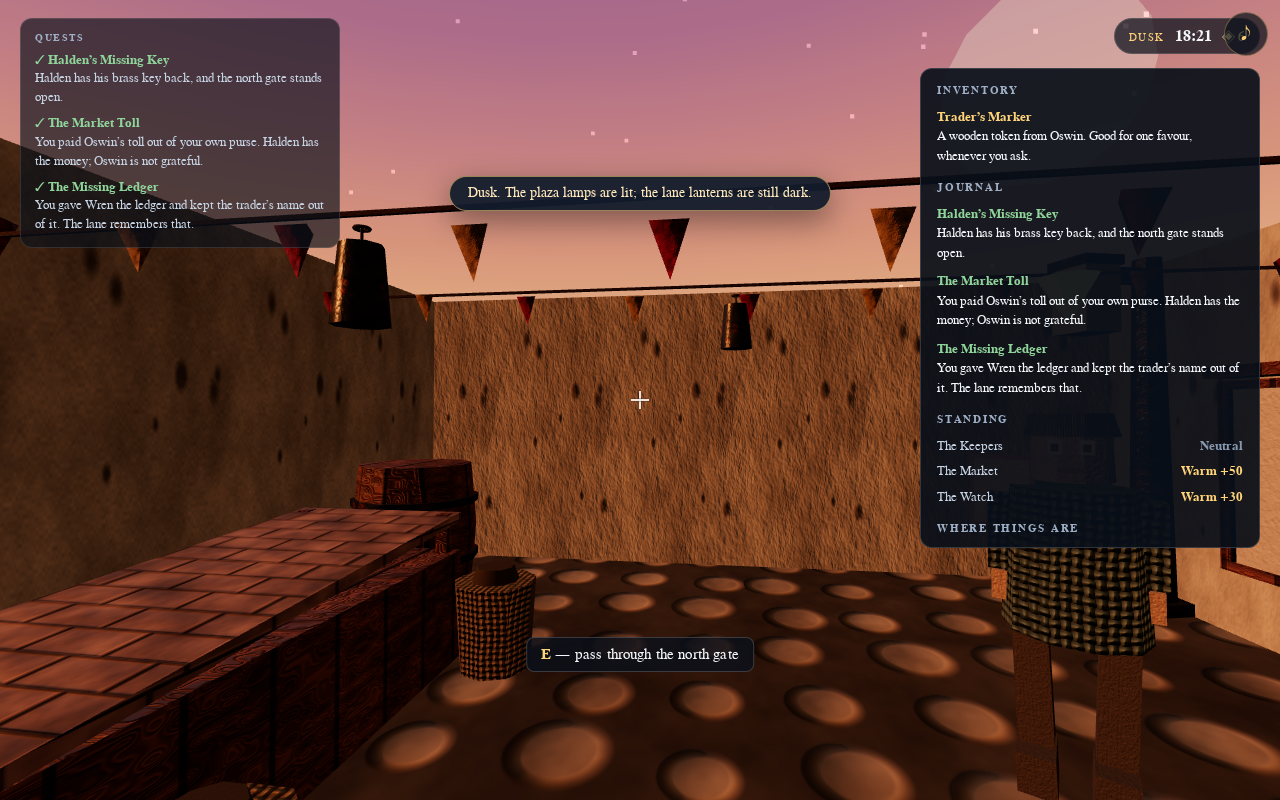 QUESTS
✓ Halden's Missing Key
Halden has his brass key back, and the north gate stands
open.
✓ The Market Toll
You paid Oswin's toll out of your own purse. Halden has
the money; Oswin is not grateful.
✓ The Missing Ledger
You gave Wren the ledger and kept the trader's name out
of it. The lane remembers that.
DUSK 18:21
Dusk. The plaza lamps are lit; the lane lanterns are still dark.
INVENTORY
Trader's Marker
A wooden token from Oswin. Good for one favour,
whenever you ask.
JOURNAL
Halden's Missing Key
Halden has his brass key back, and the north gate stands
open.
The Market Toll
You paid Oswin's toll out of your own purse. Halden has the
money; Oswin is not grateful.
The Missing Ledger
You gave Wren the ledger and kept the trader's name out of
it. The lane remembers that.
STANDING
The Keepers Neutral
The Market Warm +50
The Watch Warm +30
WHERE THINGS ARE
E — pass through the north gate